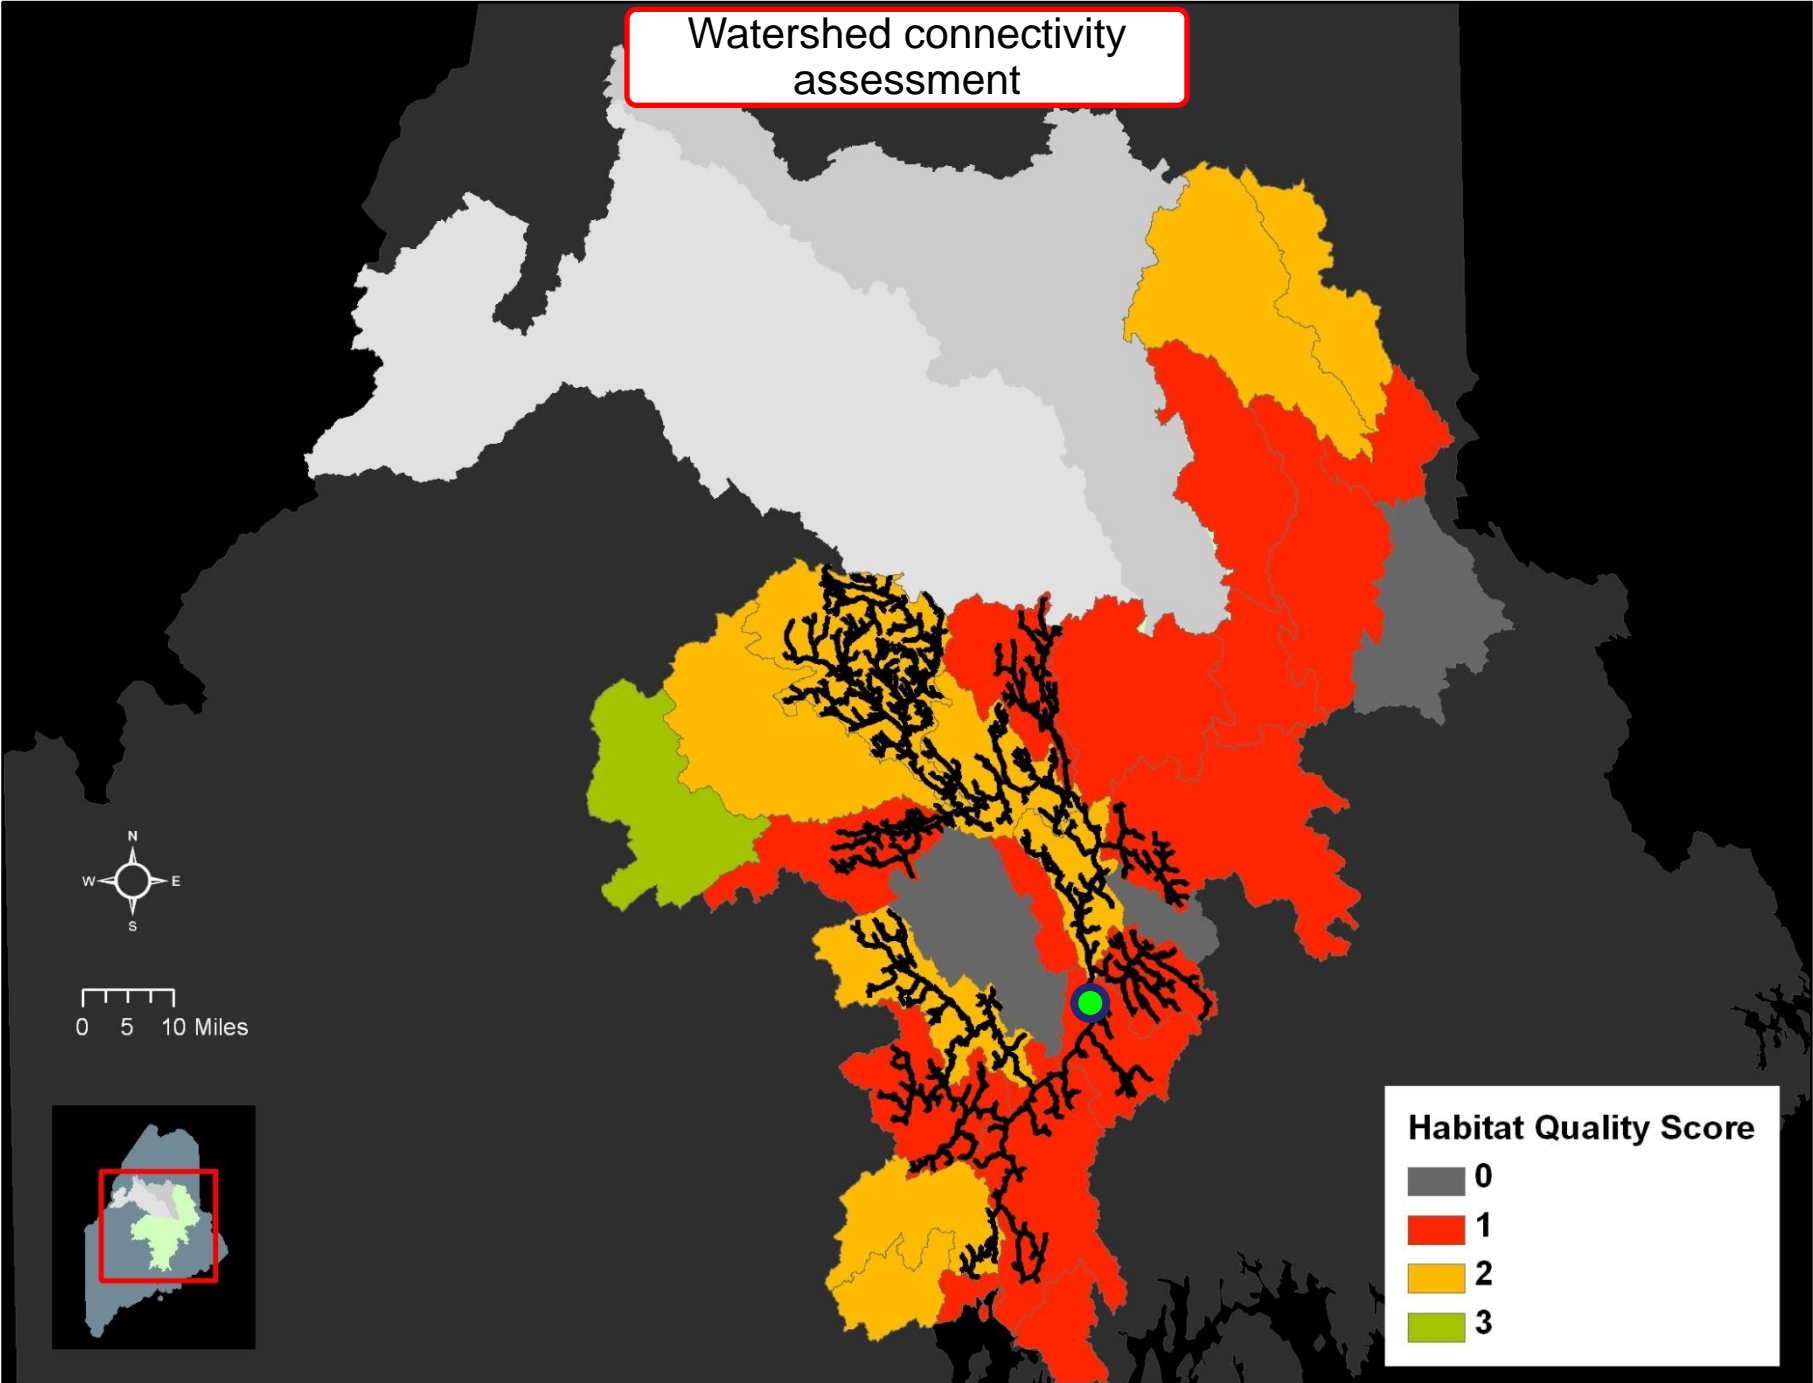 Watershed connectivity
assessment
N
W E
S
0 5 10 Miles
Habitat Quality Score
0
1
2
3